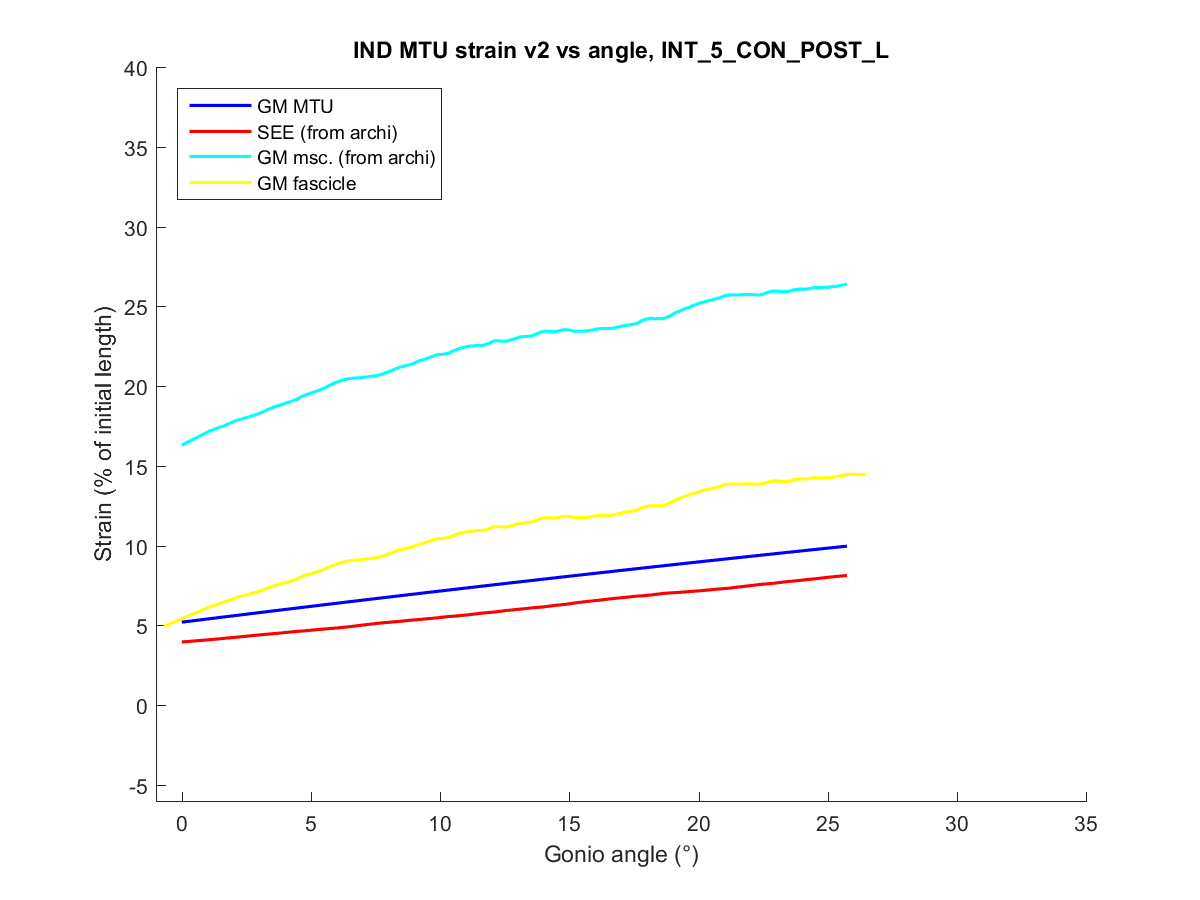 IND MTU strain v2 vs angle, INT_5_CON_POST_L
40
35
30
25
20
15
10
5
0
-5
Strain (% of initial length)
GM MTU
SEE (from archi)
GM msc. (from archi)
GM fascicle
0 5 10 15 20 25 30 35
Gonio angle (°)